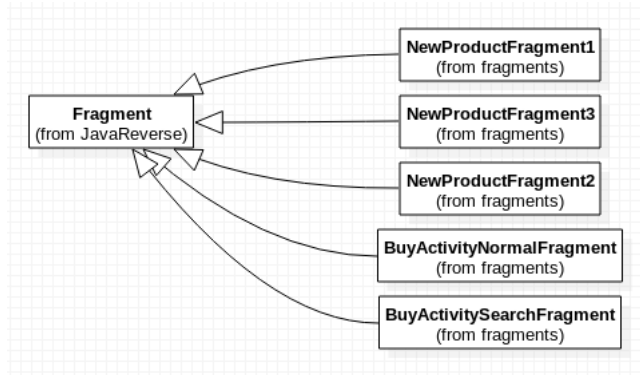 NewProductFragment1
(from fragments)
Fragment
(from JavaReverse)
NewProductFragment3
(from fragments)
NewProductFragment2
(from fragments)
BuyActivityNormalFragment
(from fragments)
BuyActivitySearchFragment
(from fragments)